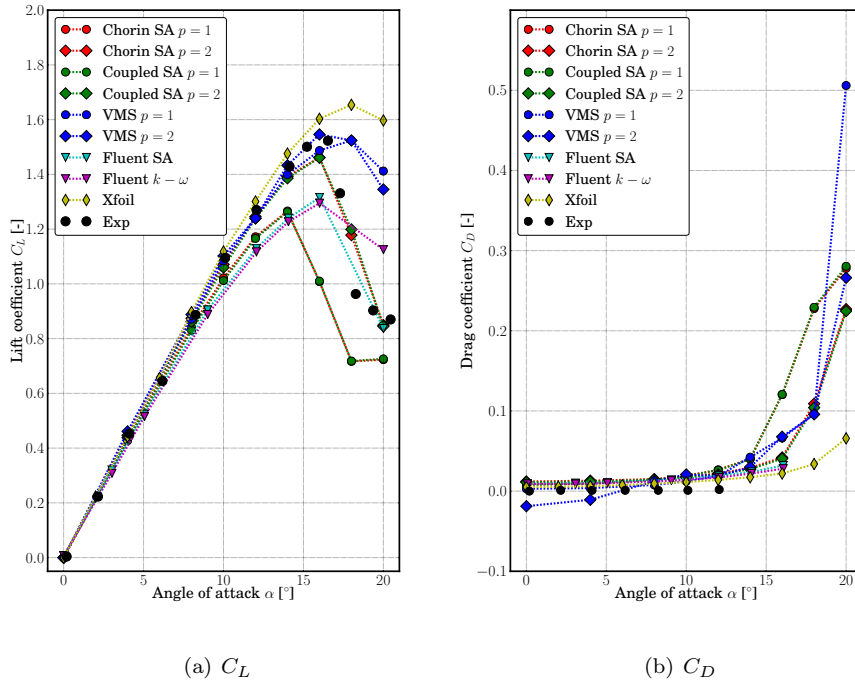 2.0
1.8
1.6
1.4
1.2
1.0
0.8
0.6
0.4
0.2
0.0
Lift coefficient C_L [-]
Chorin SA p = 1
Chorin SA p = 2
Coupled SA p = 1
Coupled SA p = 2
VMS p = 1
VMS p = 2
Fluent SA
Fluent k − ω
Xfoil
Exp
0 5 10 15 20
Angle of attack α [°]
(a) C_L
0.5
0.4
0.3
0.2
0.1
0.0
−0.1
Drag coefficient C_D [-]
Chorin SA p = 1
Chorin SA p = 2
Coupled SA p = 1
Coupled SA p = 2
VMS p = 1
VMS p = 2
Fluent SA
Fluent k − ω
Xfoil
Exp
0 5 10 15 20
Angle of attack α [°]
(b) C_D